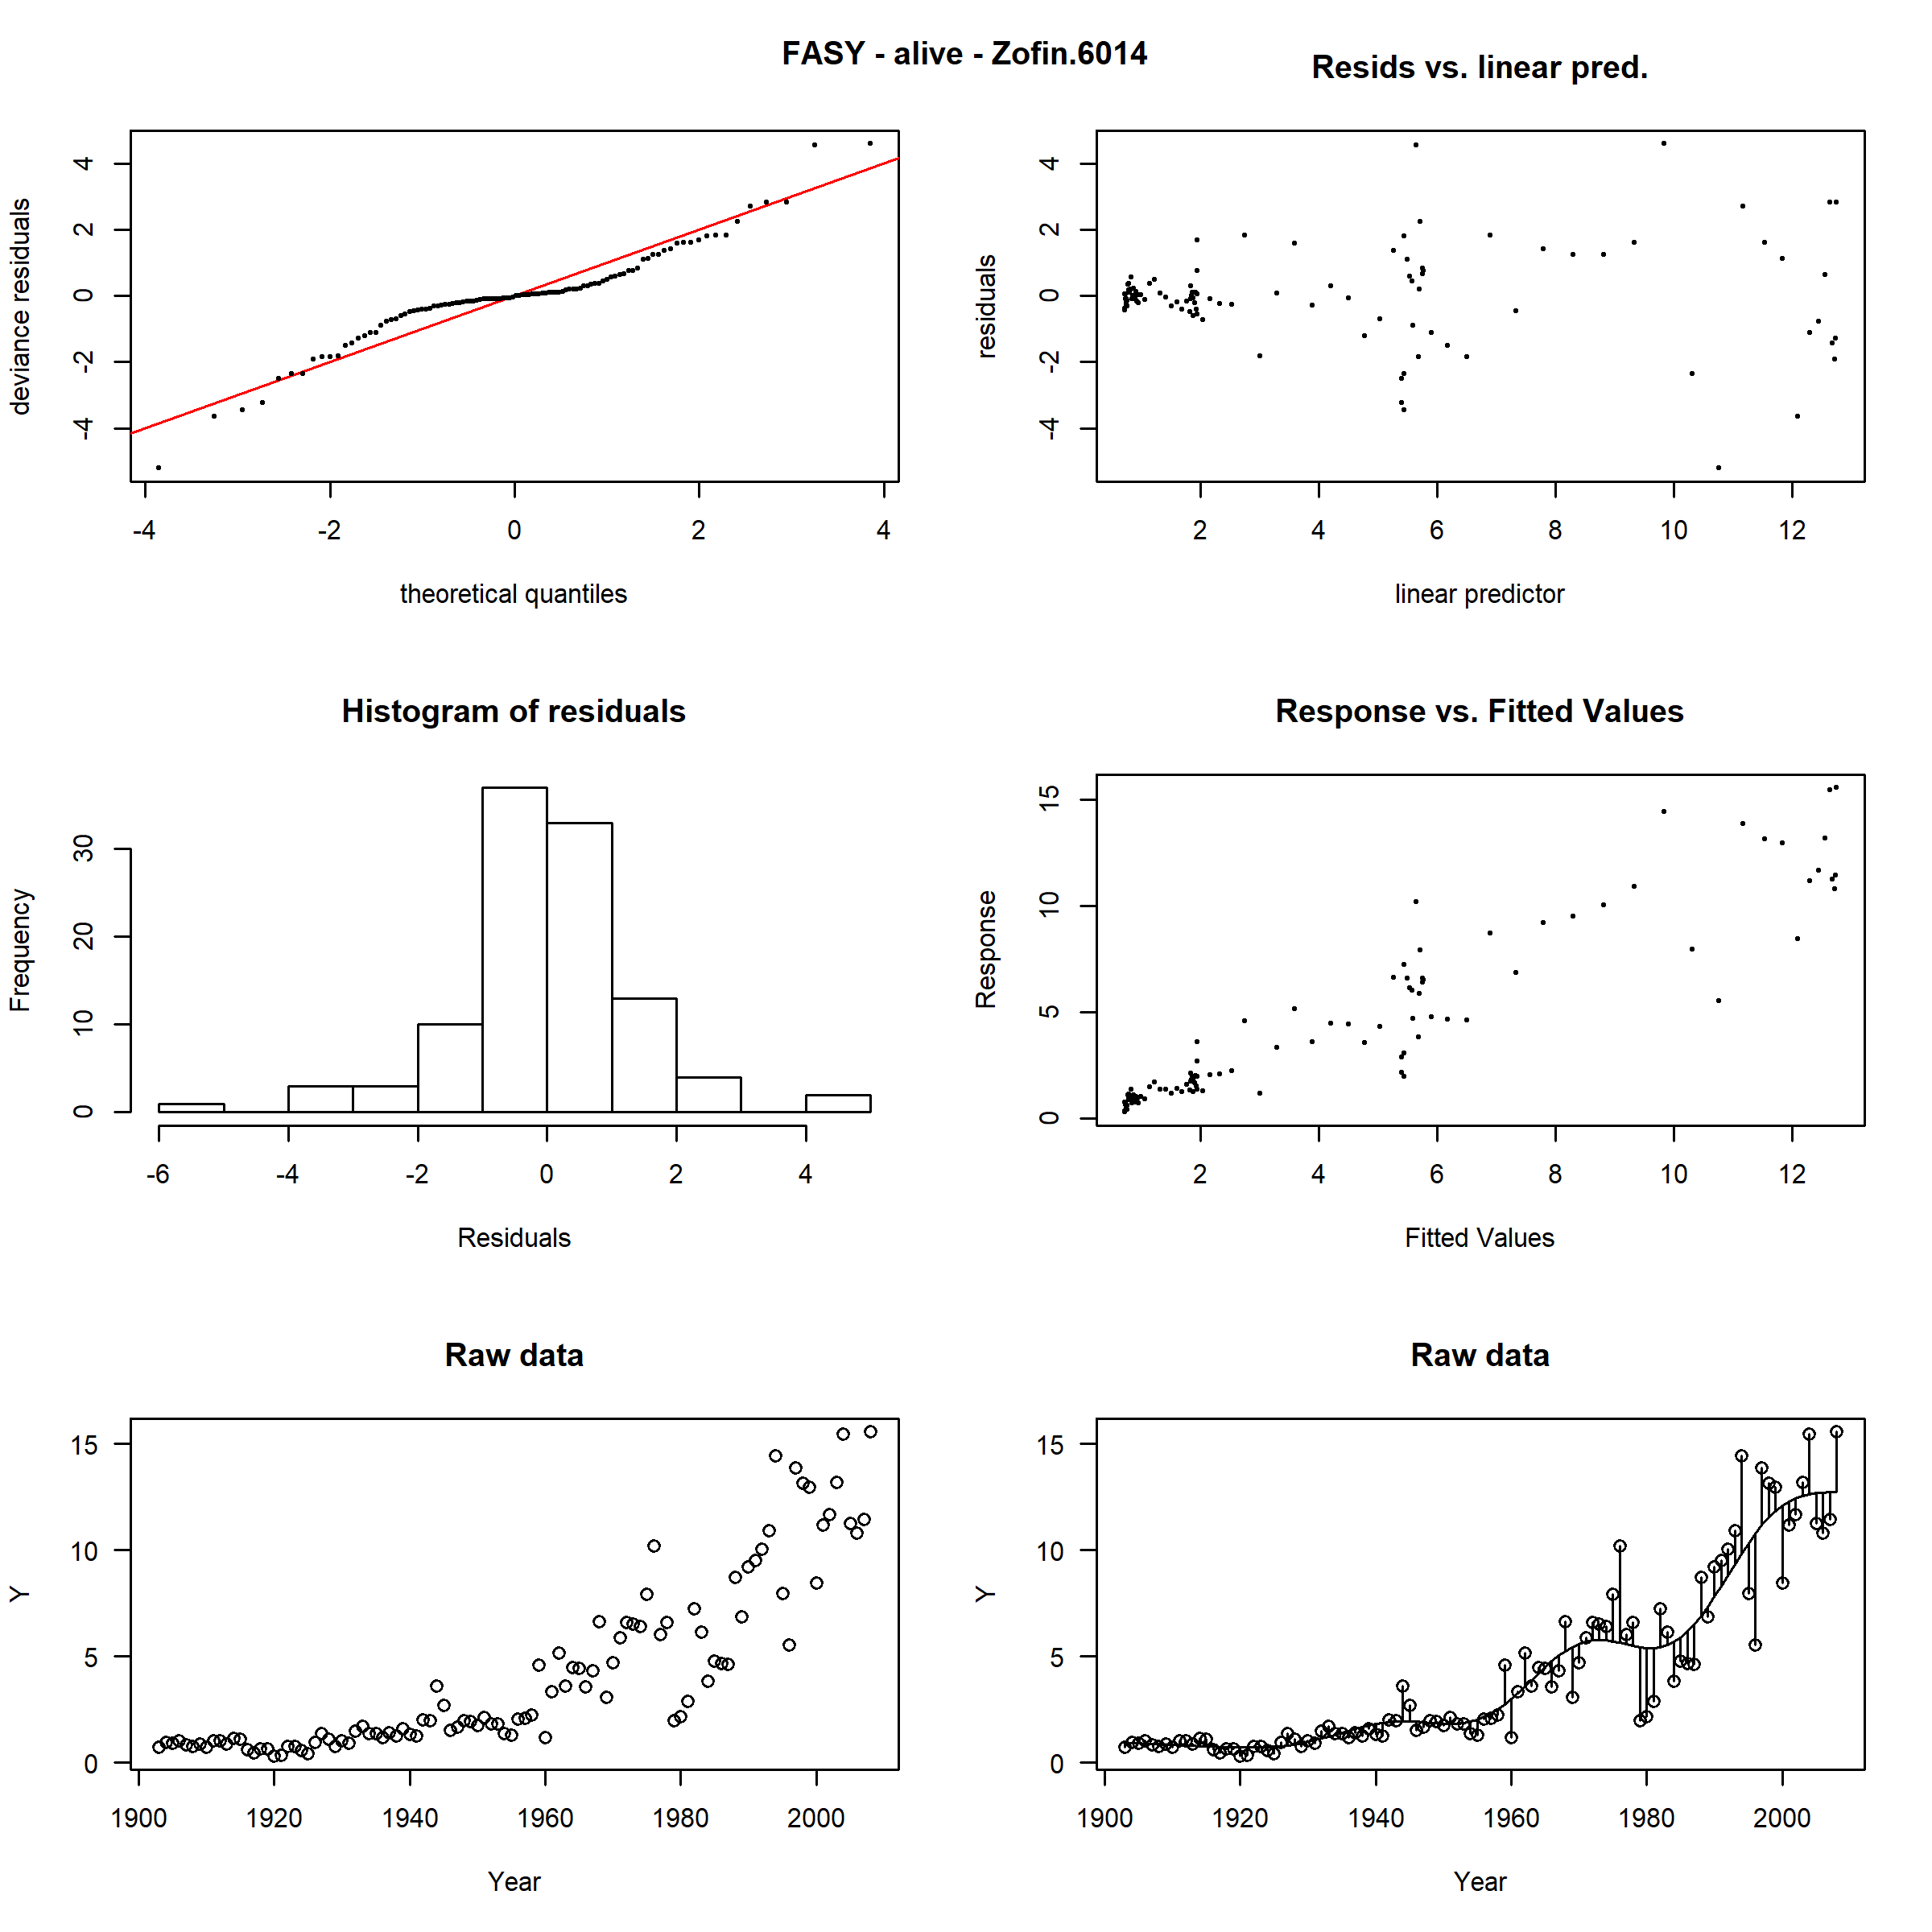 FASY - alive - Zofin.6014
deviance residuals
4
2
0
-2
-4
-4 -2 0 2 4
theoretical quantiles
Resids vs. linear pred.
residuals
4
2
0
-2
-4
2 4 6 8 10 12
linear predictor
Histogram of residuals
Frequency
30
20
10
0
-6 -4 -2 0 2 4
Residuals
Response vs. Fitted Values
Response
15
10
5
0
2 4 6 8 10 12
Fitted Values
Raw data
Y
15
10
5
0
1900 1920 1940 1960 1980 2000
Year
Raw data
Y
15
10
5
0
1900 1920 1940 1960 1980 2000
Year